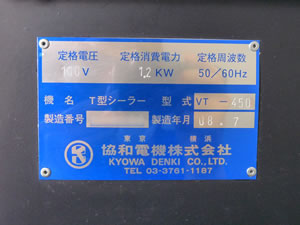 定格電圧 定格消費電力 定格周波数
100V 1.2 KW 50/60Hz
機名 T型シーラー 型式 VT-450
製造番号 製造年月 08.7
東京 横浜
協和電機株式会社
KYOWA DENKI CO.,LTD.
TEL 03-3761-1187